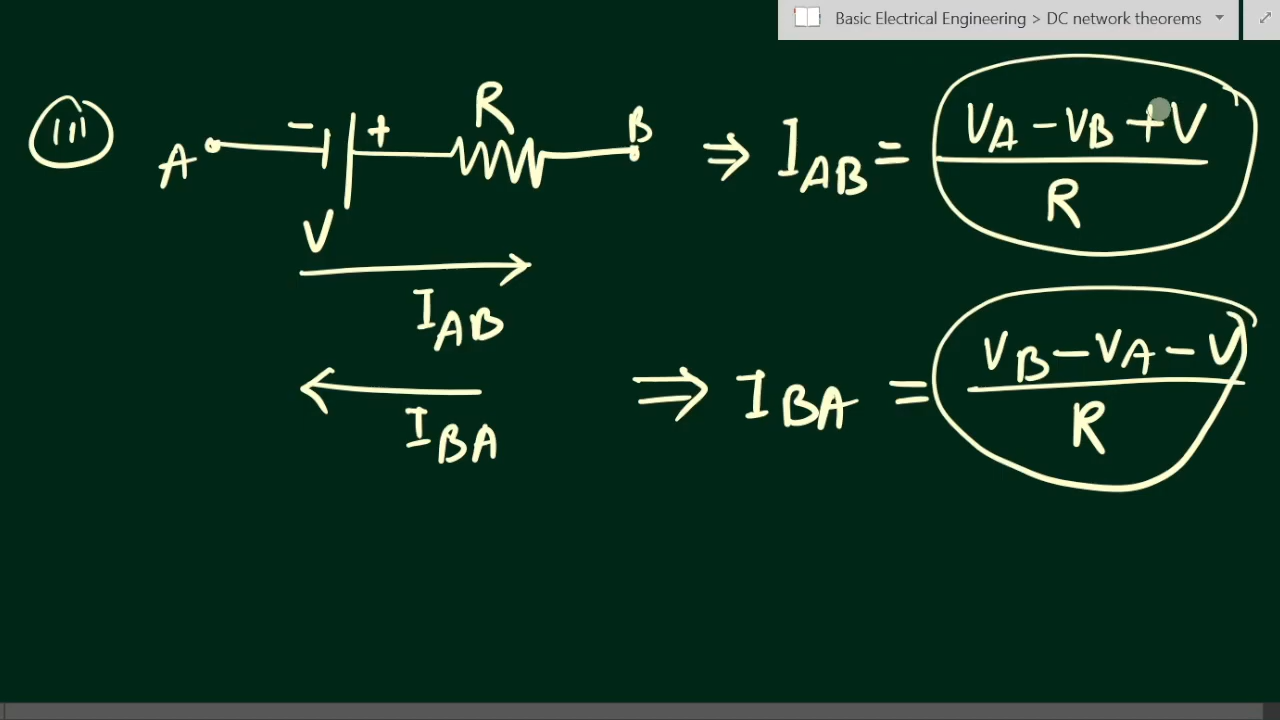 Basic Electrical Engineering > DC network theorems
(iii)
A - + R B ⇒ I_AB = (V_A - V_B + V) / R
V
I_AB
I_BA ⇒ I_BA = (V_B - V_A - V) / R